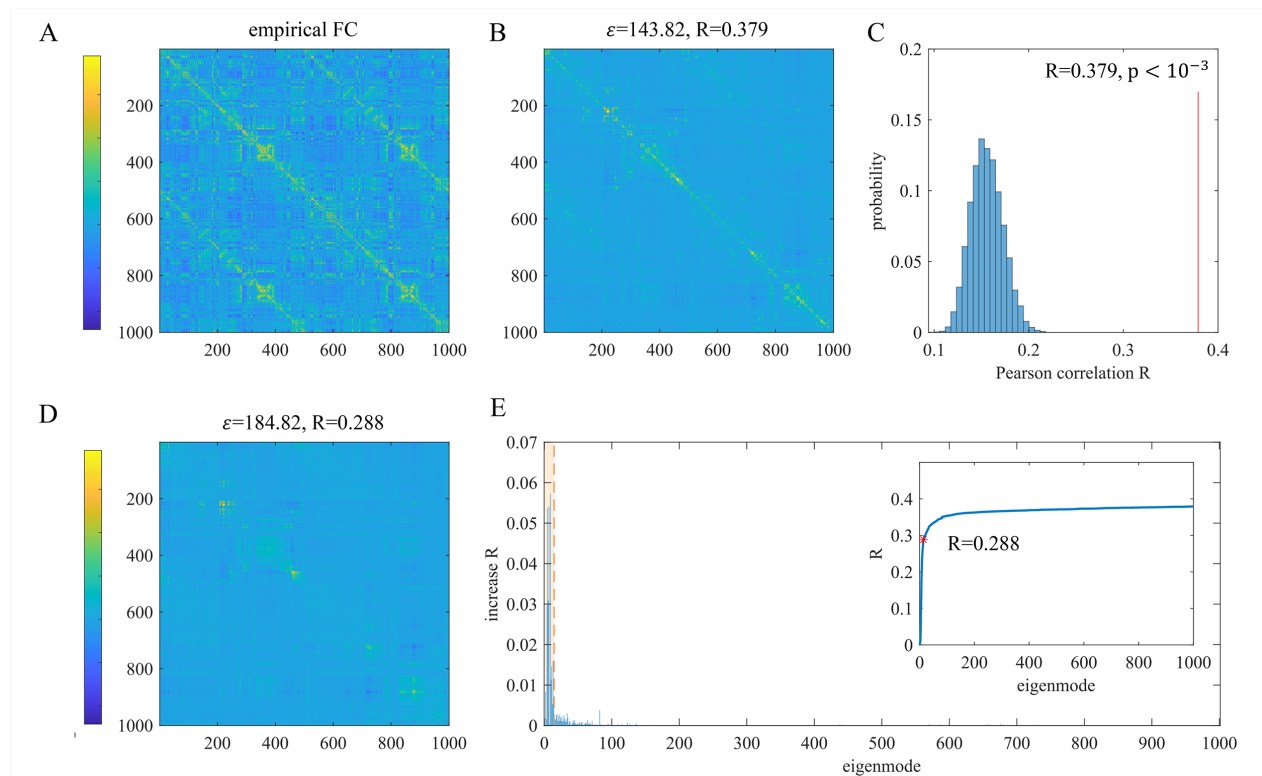 A
empirical FC
200
400
600
800
1000
200 400 600 800 1000
B
ε=143.82, R=0.379
200
400
600
800
1000
200 400 600 800 1000
C
0.2
0.15
0.1
0.05
0
probability
R=0.379, p < 10⁻³
0.1 0.2 0.3 0.4
Pearson correlation R
D
ε=184.82, R=0.288
200
400
600
800
1000
200 400 600 800 1000
E
0.07
0.06
0.05
0.04
0.03
0.02
0.01
0
increase R
0 100 200 300 400 500 600 700 800 900 1000
eigenmode
0.4
0.3
0.2
0.1
0
R
R=0.288
0 200 400 600 800 1000
eigenmode